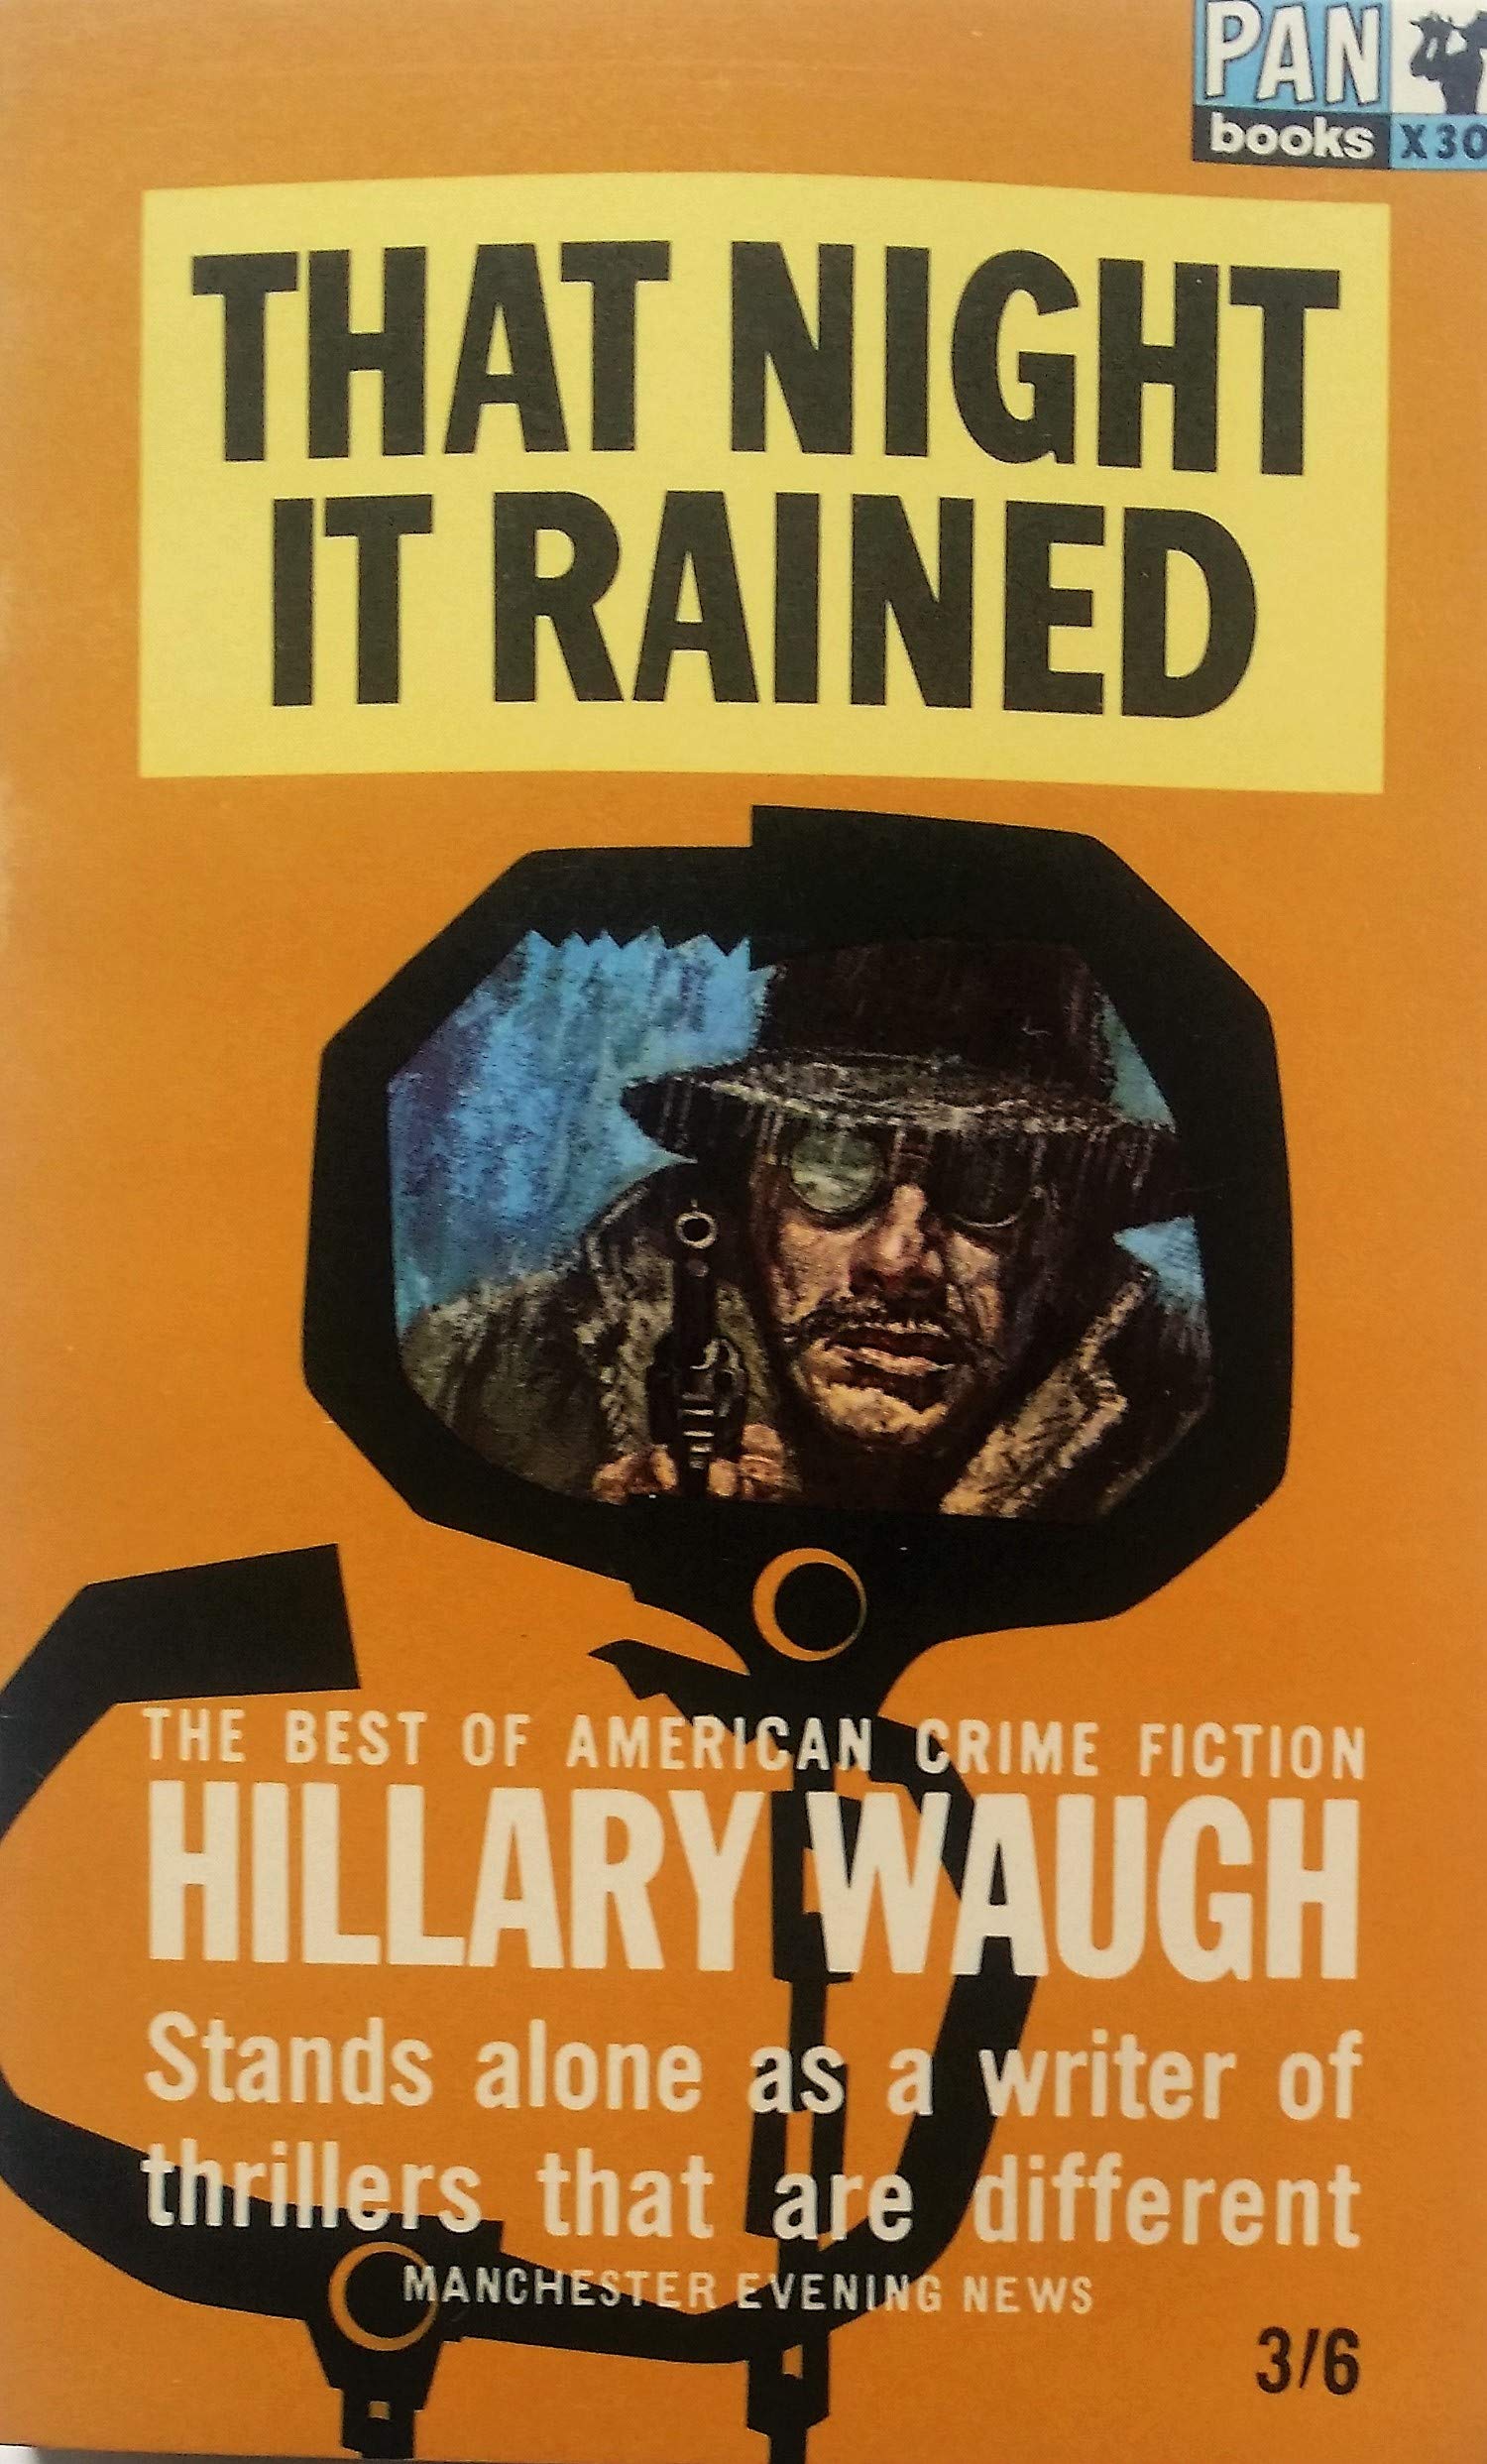 PAN
books X30
THAT NIGHT
IT RAINED
THE BEST OF AMERICAN CRIME FICTION
HILLARY WAUGH
Stands alone as a writer of
thrillers that are different
MANCHESTER EVENING NEWS
3/6